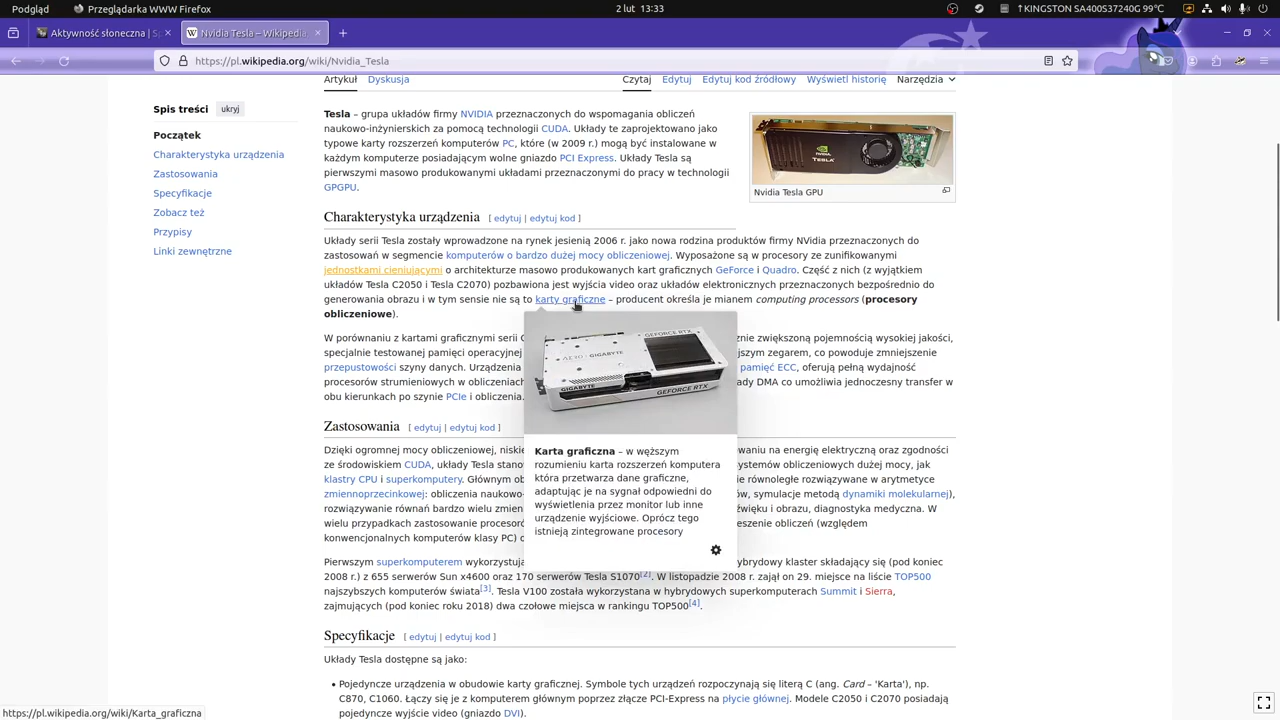 Podgląd
Przeglądarka WWW Firefox
2 lut 13:33
↑KINGSTON SA400S37240G 99°C
Aktywność słoneczna | S
Nvidia Tesla – Wikipedia
https://pl.wikipedia.org/wiki/Nvidia_Tesla
Artykuł Dyskusja
Czytaj Edytuj Edytuj kod źródłowy Wyświetl historię Narzędzia
Spis treści ukryj
Początek
Charakterystyka urządzenia
Zastosowania
Specyfikacje
Zobacz też
Przypisy
Linki zewnętrzne
Tesla – grupa układów firmy NVIDIA przeznaczonych do wspomagania obliczeń
naukowo-inżynierskich za pomocą technologii CUDA. Układy te zaprojektowano jako
typowe karty rozszerzeń komputerów PC, które (w 2009 r.) mogą być instalowane w
każdym komputerze posiadającym wolne gniazdo PCI Express. Układy Tesla są
pierwszymi masowo produkowanymi układami przeznaczonymi do pracy w technologii
GPGPU.
NVIDIA
TESLA
Nvidia Tesla GPU
Charakterystyka urządzenia [ edytuj | edytuj kod ]
Układy serii Tesla zostały wprowadzone na rynek jesienią 2006 r. jako nowa rodzina produktów firmy NVidia przeznaczonych do
zastosowań w segmencie komputerów o bardzo dużej mocy obliczeniowej. Wyposażone są w procesory ze zunifikowanymi
jednostkami cieniującymi o architekturze masowo produkowanych kart graficznych GeForce i Quadro. Część z nich (z wyjątkiem
układów Tesla C2050 i Tesla C2070) pozbawiona jest wyjścia video oraz układów elektronicznych przeznaczonych bezpośrednio do
generowania obrazu i w tym sensie nie są to karty graficzne – producent określa je mianem computing processors (procesory
obliczeniowe).
W porównaniu z kartami graficznymi serii
specjalnie testowanej pamięci operacyjnej
przepustowości szyny danych. Urządzenia
procesorów strumieniowych w obliczeniach
obu kierunkach po szynie PCIe i obliczenia.
znie zwiększoną pojemnością wysokiej jakości,
jszym zegarem, co powoduje zmniejszenie
pamięć ECC, oferują pełną wydajność
ady DMA co umożliwia jednoczesny transfer w
GEFORCE RTX
AERO GIGABYTE
GIGABYTE
GEFORCE RTX
Karta graficzna – w węższym
rozumieniu karta rozszerzeń komputera
która przetwarza dane graficzne,
adaptując je na sygnał odpowiedni do
wyświetlenia przez monitor lub inne
urządzenie wyjściowe. Oprócz tego
istnieją zintegrowane procesory
Zastosowania [ edytuj | edytuj kod ]
Dzięki ogromnej mocy obliczeniowej, niskie
ze środowiskiem CUDA, układy Tesla stano
klastry CPU i superkomputery. Głównym ob
zmiennoprzecinkowej: obliczenia naukowo-
rozwiązywanie równań bardzo wielu zmien
wielu przypadkach zastosowanie procesoró
konwencjonalnych komputerów klasy PC) o
owaniu na energię elektryczną oraz zgodności
ystemów obliczeniowych dużej mocy, jak
ie równoległe rozwiązywane w arytmetyce
w, symulacje metodą dynamiki molekularnej),
źwięku i obrazu, diagnostyka medyczna. W
eszenie obliczeń (względem
Pierwszym superkomputerem wykorzystują
ybrydowy klaster składający się (pod koniec
2008 r.) z 655 serwerów Sun x4600 oraz 170 serwerów Tesla S1070[2]. W listopadzie 2008 r. zajął on 29. miejsce na liście TOP500
najszybszych komputerów świata[3]. Tesla V100 została wykorzystana w hybrydowych superkomputerach Summit i Sierra,
zajmujących (pod koniec roku 2018) dwa czołowe miejsca w rankingu TOP500[4].
Specyfikacje [ edytuj | edytuj kod ]
Układy Tesla dostępne są jako:
• Pojedyncze urządzenia w obudowie karty graficznej. Symbole tych urządzeń rozpoczynają się literą C (ang. Card – 'Karta'), np.
C870, C1060. Łączy się je z komputerem głównym poprzez złącze PCI-Express na płycie głównej. Modele C2050 i C2070 posiadają
pojedyncze wyjście video (gniazdo DVI).
https://pl.wikipedia.org/wiki/Karta_graficzna